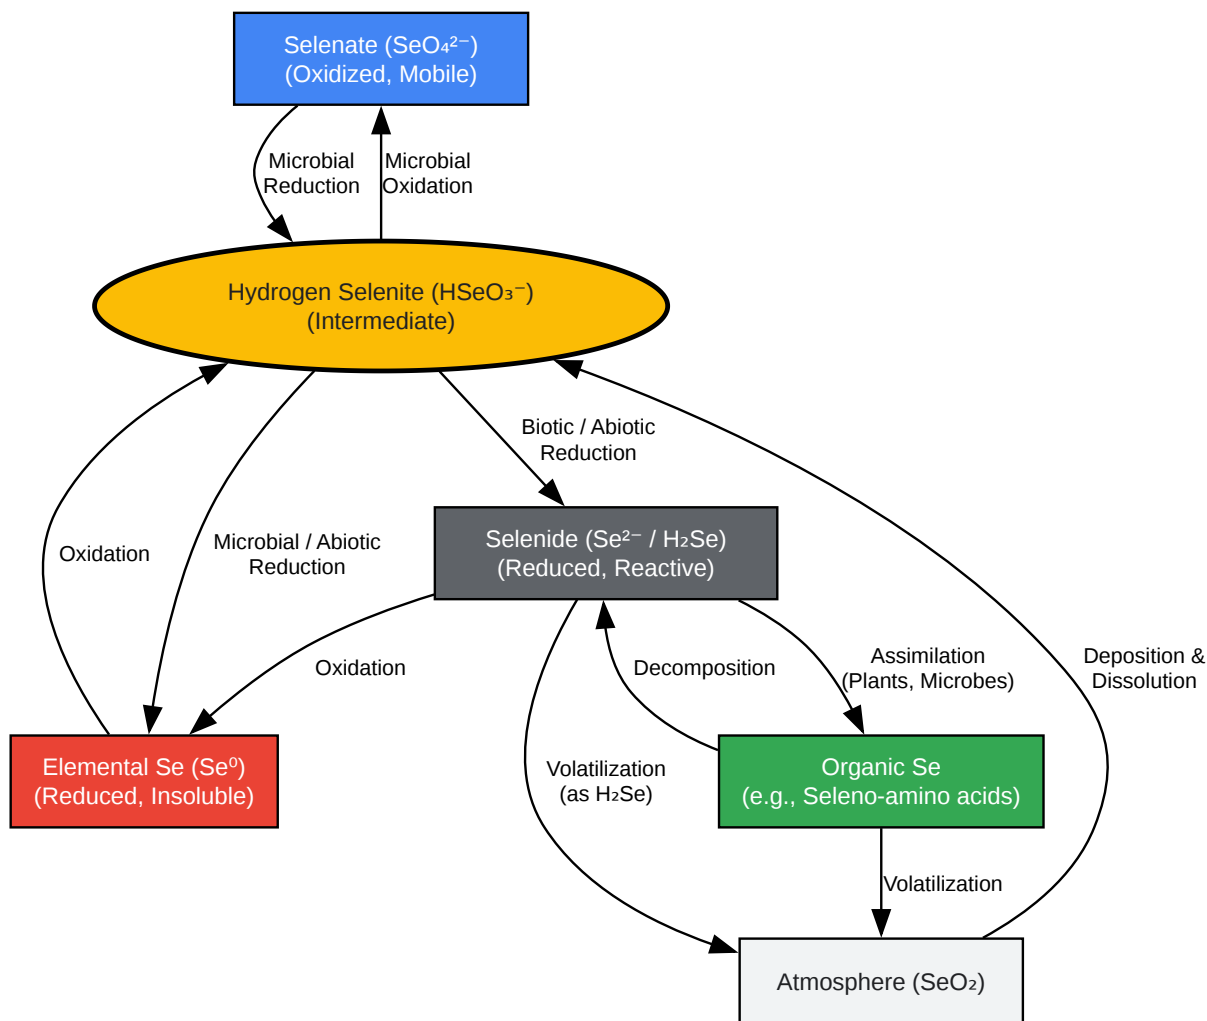 Selenate (SeO₄²⁻)
(Oxidized, Mobile)
Microbial
Reduction
Microbial
Oxidation
Hydrogen Selenite (HSeO₃⁻)
(Intermediate)
Biotic / Abiotic
Reduction
Selenide (Se²⁻ / H₂Se)
(Reduced, Reactive)
Oxidation
Microbial / Abiotic
Reduction
Oxidation
Decomposition
Assimilation
(Plants, Microbes)
Deposition &
Dissolution
Elemental Se (Se⁰)
(Reduced, Insoluble)
Volatilization
(as H₂Se)
Organic Se
(e.g., Seleno-amino acids)
Volatilization
Atmosphere (SeO₂)